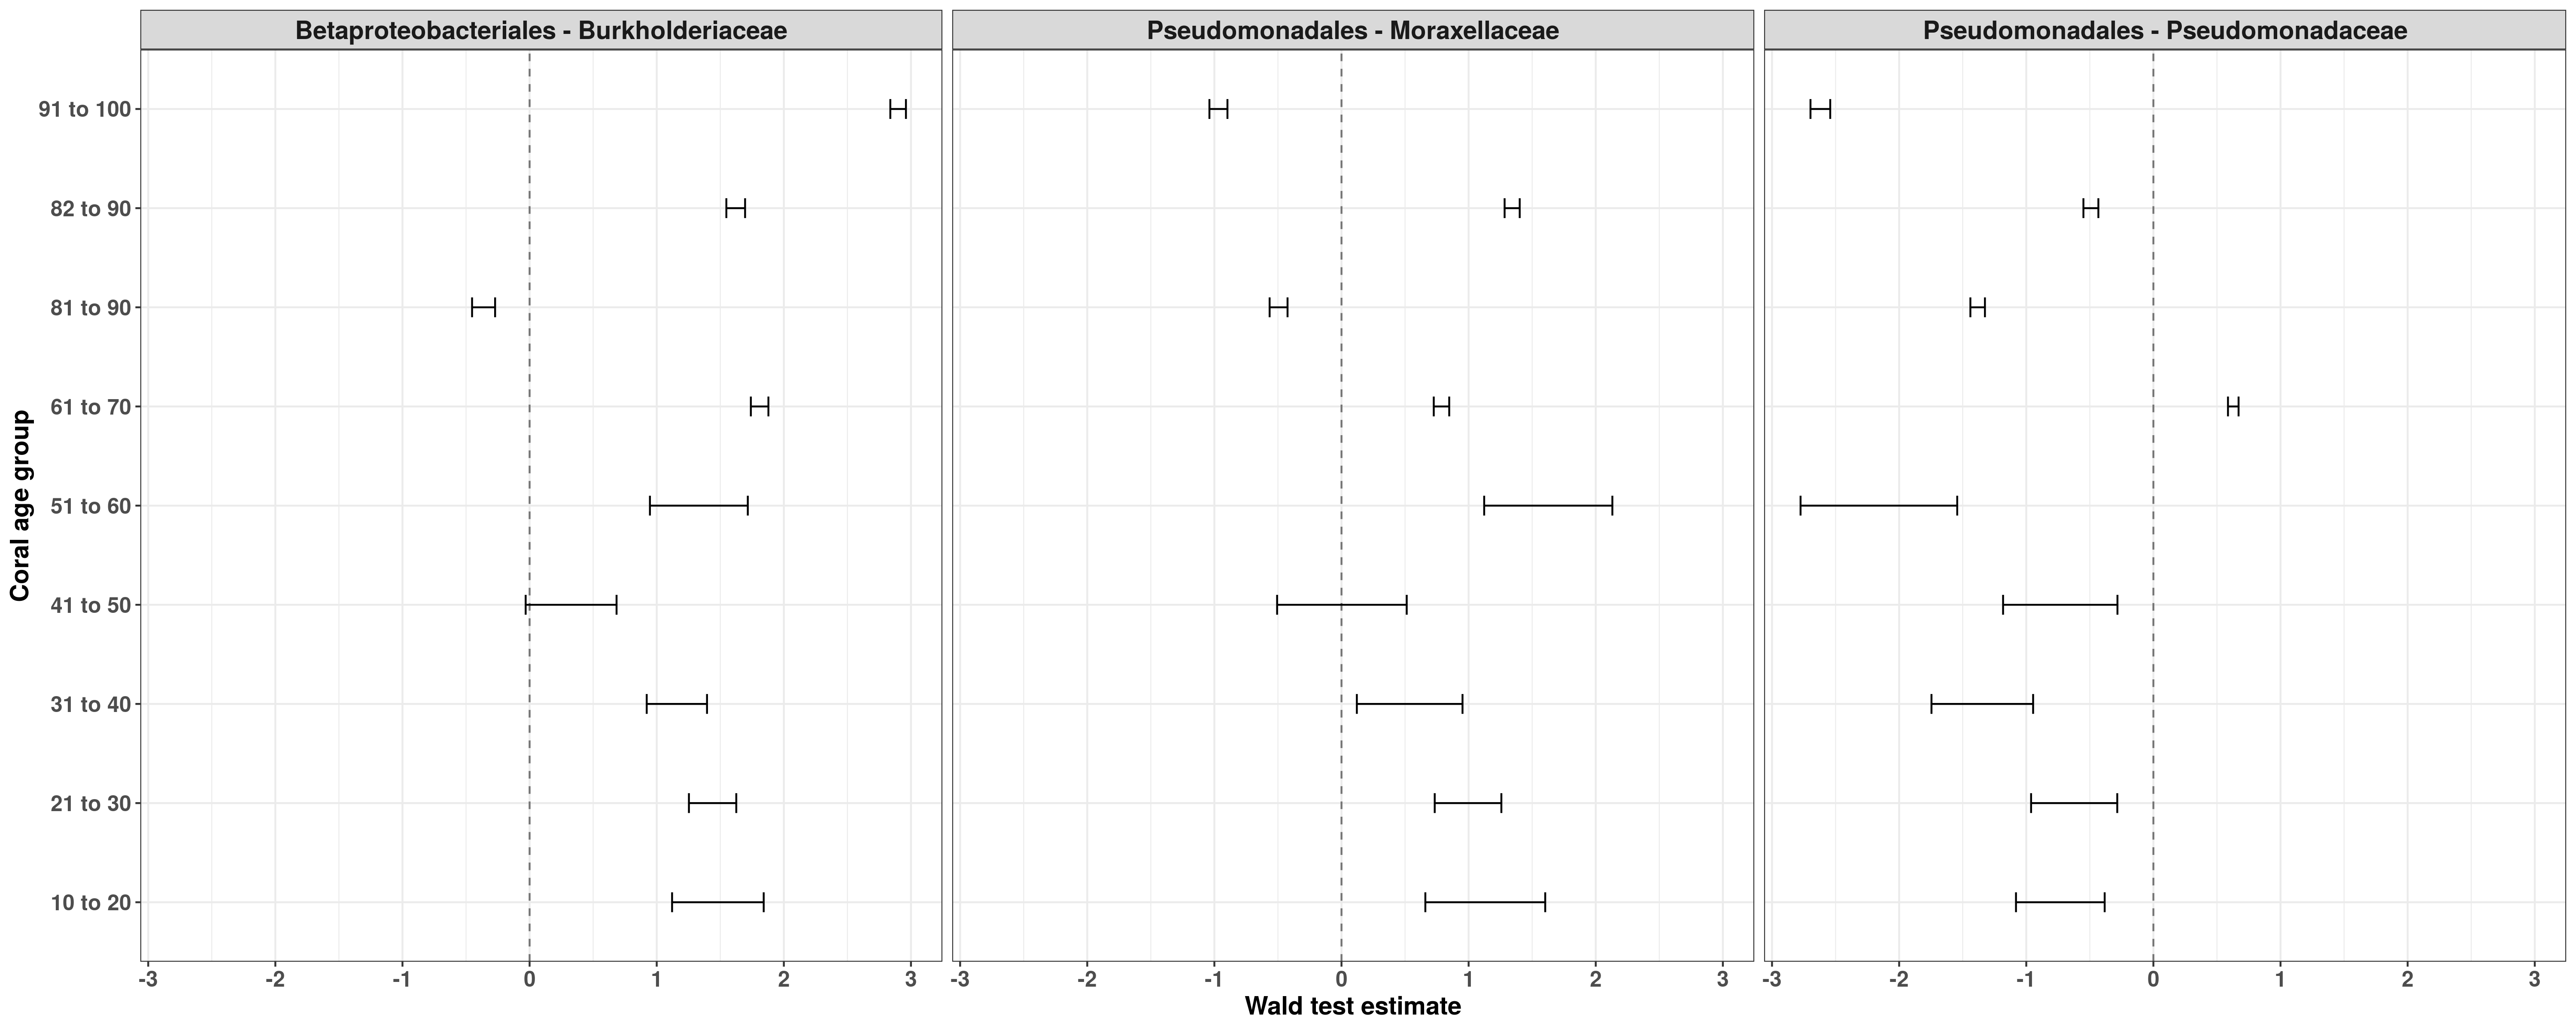 Betaproteobacteriales - Burkholderiaceae
Pseudomonadales - Moraxellaceae
Pseudomonadales - Pseudomonadaceae
Coral age group
91 to 100
82 to 90
81 to 90
61 to 70
51 to 60
41 to 50
31 to 40
21 to 30
10 to 20
-3 -2 -1 0 1 2 3
-3 -2 -1 0 1 2 3
-3 -2 -1 0 1 2 3
Wald test estimate